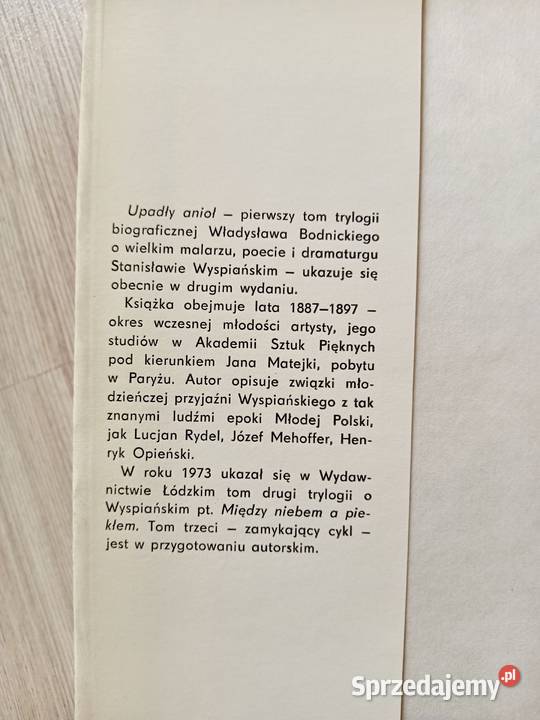 Upadły anioł – pierwszy tom trylogii
biograficznej Władysława Bodnickiego
o wielkim malarzu, poecie i dramaturgu
Stanisławie Wyspiańskim – ukazuje się
obecnie w drugim wydaniu.
Książka obejmuje lata 1887–1897 –
okres wczesnej młodości artysty, jego
studiów w Akademii Sztuk Pięknych
pod kierunkiem Jana Matejki, pobytu
w Paryżu. Autor opisuje związki mło-
dzieńczej przyjaźni Wyspiańskiego z tak
znanymi ludźmi epoki Młodej Polski,
jak Lucjan Rydel, Józef Mehoffer, Hen-
ryk Opieński.
W roku 1973 ukazał się w Wydaw-
nictwie Łódzkim tom drugi trylogii o
Wyspiańskim pt. Między niebem a pie-
kłem. Tom trzeci – zamykający cykl –
jest w przygotowaniu autorskim.
Sprzedajemy.pl